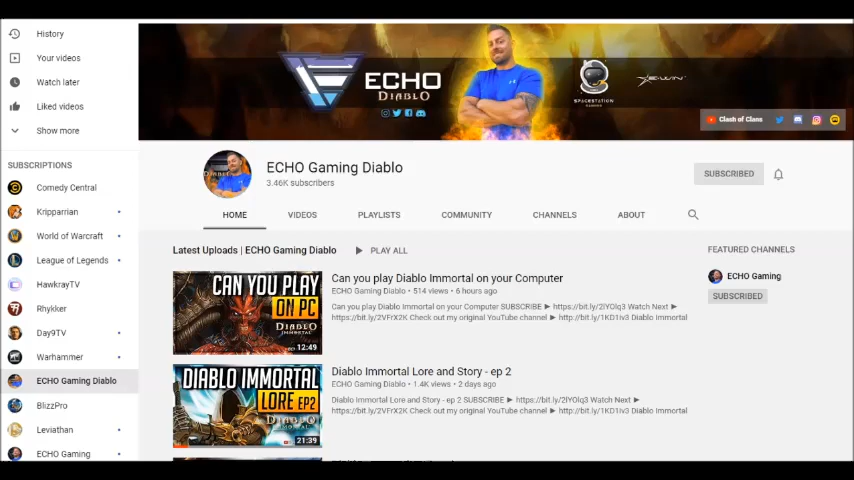 History
Your videos
Watch later
Liked videos
Show more
SUBSCRIPTIONS
Comedy Central
Kripparrian
World of Warcraft
League of Legends
HawkrayTV
Rhykker
Day9TV
Warhammer
ECHO Gaming Diablo
BlizzPro
Leviathan
ECHO Gaming
ECHO
DIABLO
SPACESTATION
GAMING
E-WIN
Clash of Clans
ECHO Gaming Diablo
3.46K subscribers
SUBSCRIBED
HOME VIDEOS PLAYLISTS COMMUNITY CHANNELS ABOUT
Latest Uploads | ECHO Gaming Diablo PLAY ALL
CAN YOU PLAY
ON PC
DIABLO
IMMORTAL
12:49
Can you play Diablo Immortal on your Computer
ECHO Gaming Diablo • 514 views • 6 hours ago
Can you play Diablo Immortal on your Computer SUBSCRIBE ► https://bit.ly/2lYOlq3 Watch Next ►
https://bit.ly/2VFrX2K Check out my original YouTube channel ► http://bit.ly/1KD1iv3 Diablo Immortal
DIABLO IMMORTAL
LORE EP2
DIABLO
IMMORTAL
21:39
Diablo Immortal Lore and Story - ep 2
ECHO Gaming Diablo • 1.4K views • 2 days ago
Diablo Immortal Lore and Story - ep 2 SUBSCRIBE ► https://bit.ly/2lYOlq3 Watch Next ►
https://bit.ly/2VFrX2K Check out my original YouTube channel ► http://bit.ly/1KD1iv3 Diablo Immortal
FEATURED CHANNELS
ECHO Gaming
SUBSCRIBED